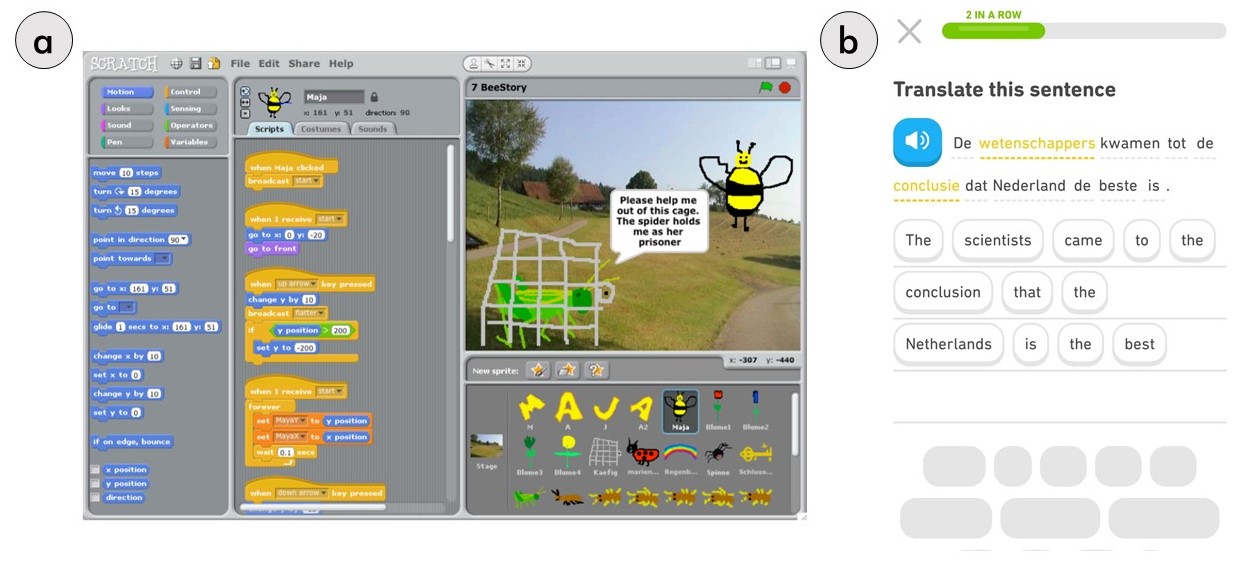 a
b
SCRATCH
File Edit Share Help
Motion Control
Looks Sensing
Sound Operators
Pen Variables
move 10 steps
turn 15 degrees
turn 15 degrees
point in direction 90
point towards
go to x: 161 y: 51
go to
glide 1 secs to x: 161 y: 51
change x by 10
set x to 0
change y by 10
set y to 0
if on edge, bounce
x position
y position
direction
Maja
x: 161 y: 51 direction: 90
Scripts Costumes Sounds
when Maja clicked
broadcast start
when I receive start
go to x: 0 y: -20
go to front
when up arrow key pressed
change y by 10
broadcast flatter
if y position > 200
set y to -200
when I receive start
forever
set MayaY to y position
set MayaX to x position
wait 0.1 secs
when down arrow key pressed
7 BeeStory
Please help me
out of this cage.
The spider holds
me as her
prisoner
x: -307 y: -440
New sprite:
M A J A
M A J A2 Maja Blume1 Blume2
Stage
Blume3 Blume4 Kaefig marien... Regenb... Spinne Schluss...
2 IN A ROW
Translate this sentence
De wetenschappers kwamen tot de
conclusie dat Nederland de beste is .
The scientists came to the
conclusion that the
Netherlands is the best